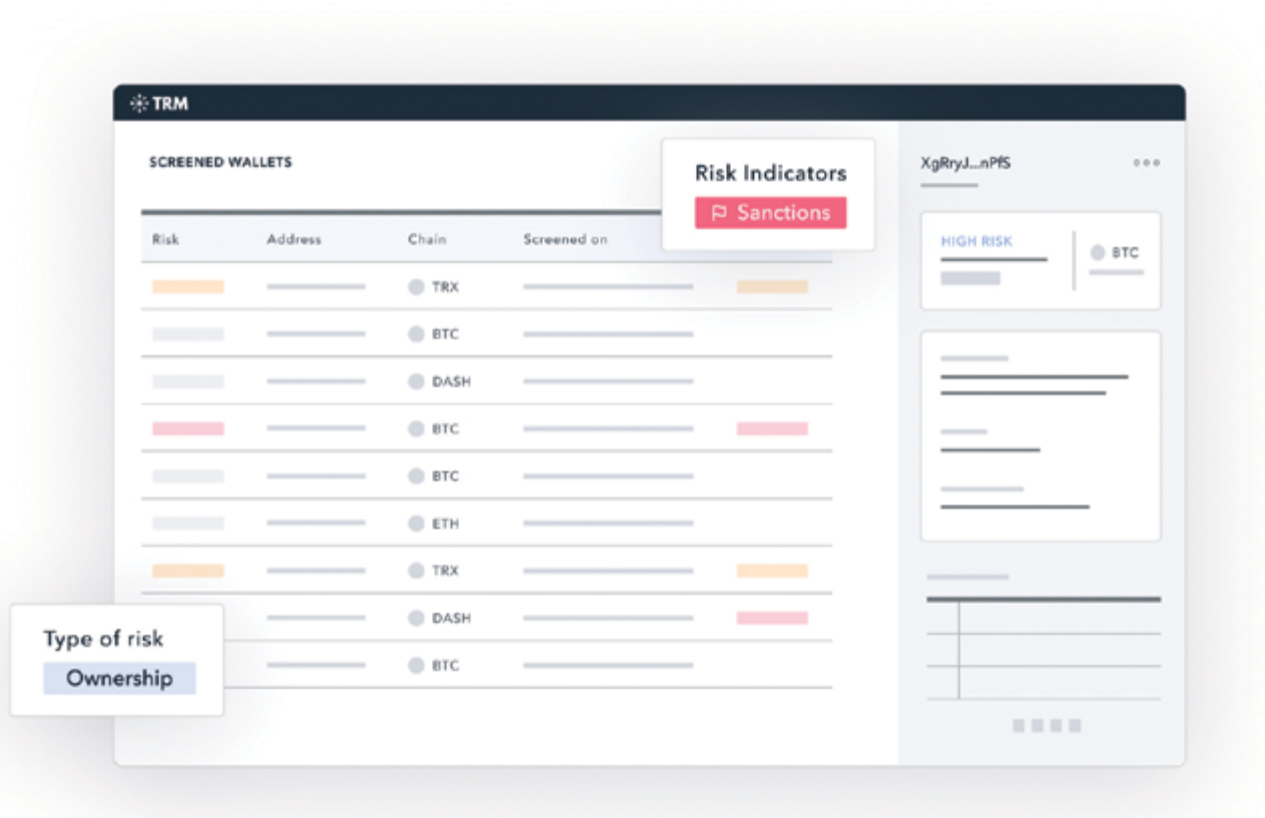 TRM
SCREENED WALLETS
Risk Indicators
Sanctions
Risk
Address
Chain
Screened on
TRX
BTC
DASH
BTC
BTC
ETH
TRX
DASH
BTC
Type of risk
Ownership
XgRryJ...nPfS
HIGH RISK
BTC